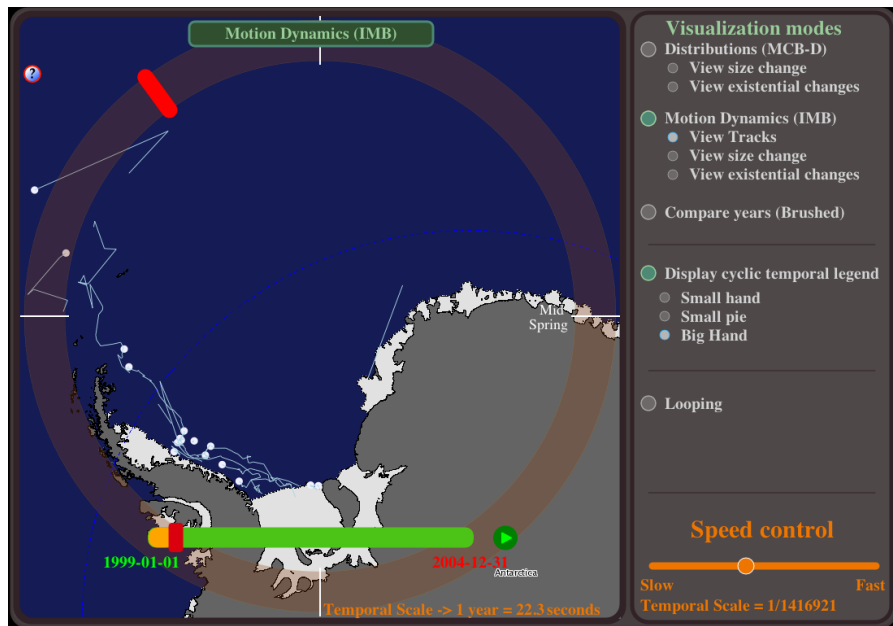 Motion Dynamics (IMB)
?
Mid
Spring
1999-01-01
2004-12-31
Antarctica
Temporal Scale -> 1 year = 22.3 seconds
Visualization modes
Distributions (MCB-D)
View size change
View existential changes
Motion Dynamics (IMB)
View Tracks
View size change
View existential changes
Compare years (Brushed)
Display cyclic temporal legend
Small hand
Small pie
Big Hand
Looping
Speed control
Slow
Fast
Temporal Scale = 1/1416921